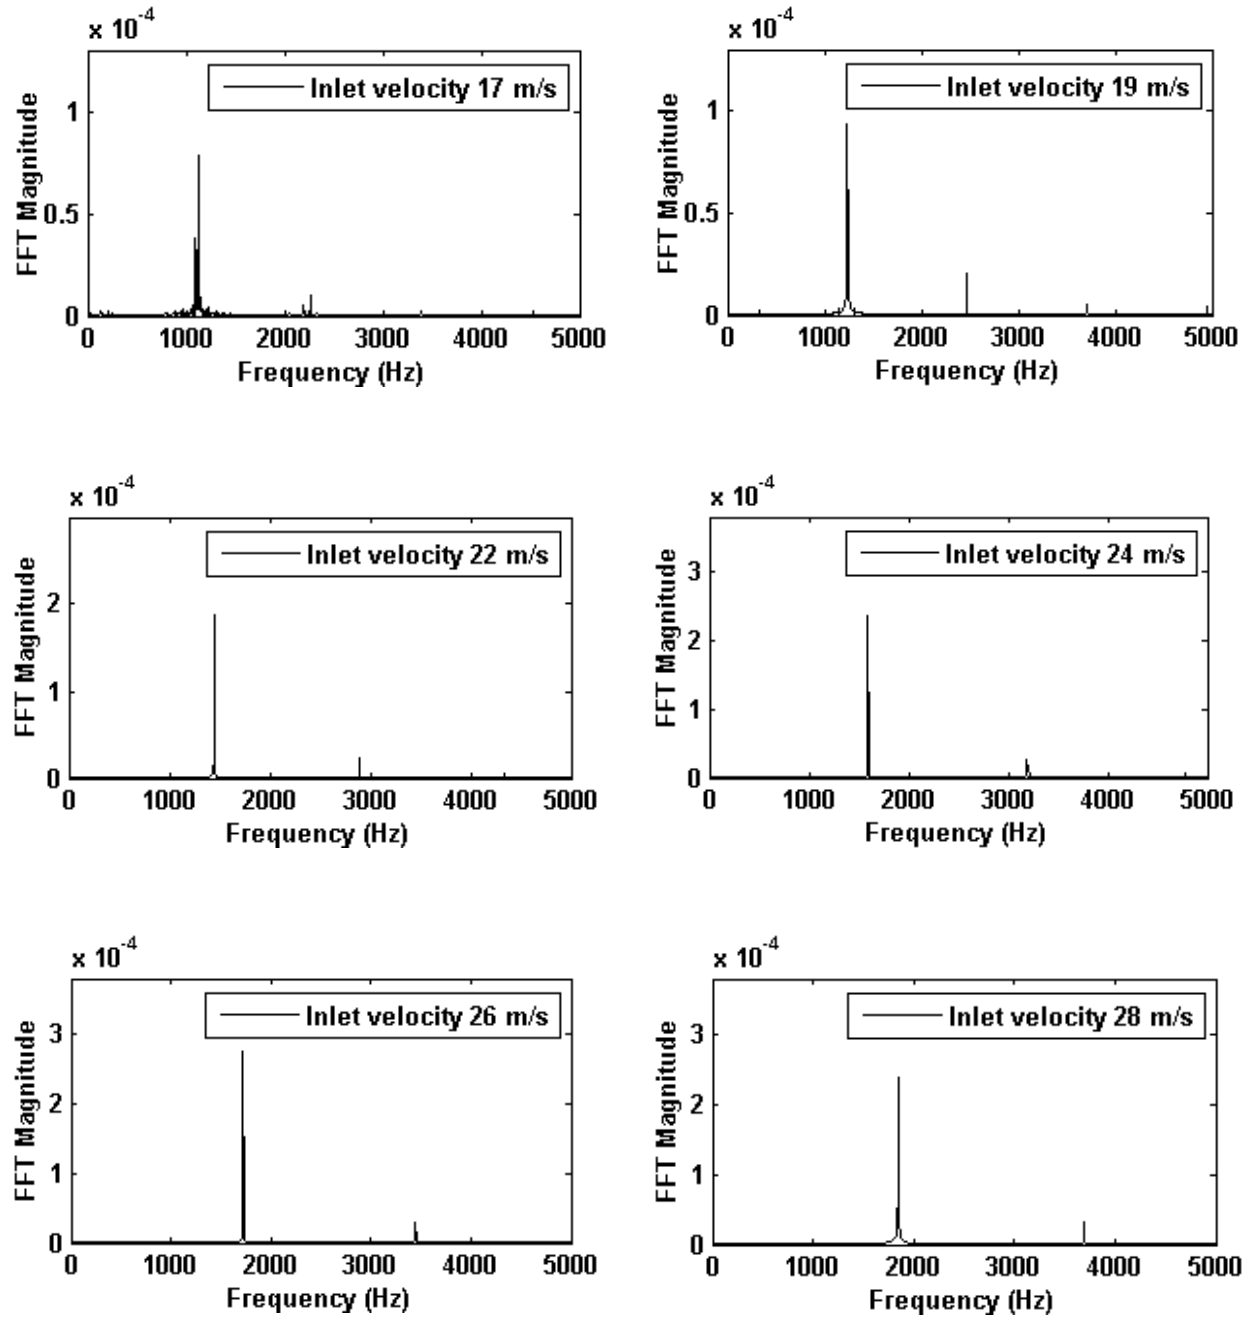 x 10^-4
Inlet velocity 17 m/s
FFT Magnitude
1
0.5
0
0 1000 2000 3000 4000 5000
Frequency (Hz)
x 10^-4
Inlet velocity 19 m/s
FFT Magnitude
1
0.5
0
0 1000 2000 3000 4000 5000
Frequency (Hz)
x 10^-4
Inlet velocity 22 m/s
FFT Magnitude
2
1
0
0 1000 2000 3000 4000 5000
Frequency (Hz)
x 10^-4
Inlet velocity 24 m/s
FFT Magnitude
3
2
1
0
0 1000 2000 3000 4000 5000
Frequency (Hz)
x 10^-4
Inlet velocity 26 m/s
FFT Magnitude
3
2
1
0
0 1000 2000 3000 4000 5000
Frequency (Hz)
x 10^-4
Inlet velocity 28 m/s
FFT Magnitude
3
2
1
0
0 1000 2000 3000 4000 5000
Frequency (Hz)